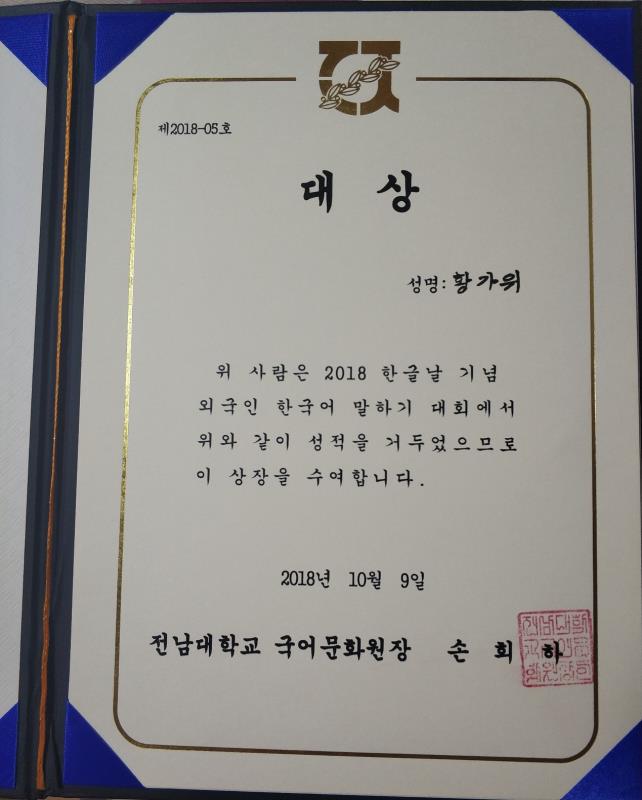 제2018-05호
대 상
성명: 황가위
위 사람은 2018 한글날 기념
외국인 한국어 말하기 대회에서
위와 같이 성적을 거두었으므로
이 상장을 수여합니다.
2018년 10월 9일
전남대학교 국어문화원장 손 희 하